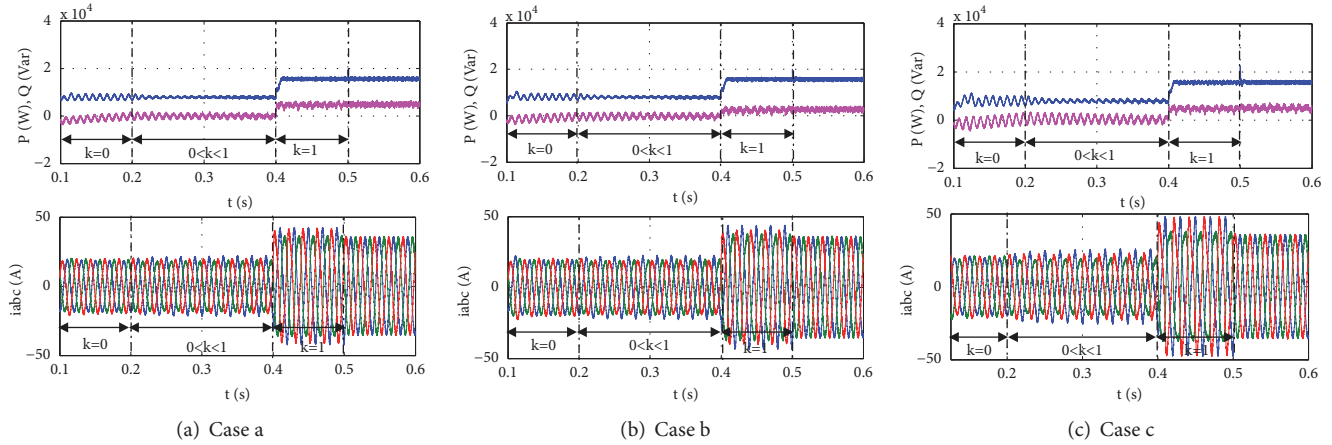 × 10⁴
4
2
0
−2
P (W), Q (Var)
k=0
0<k<1
k=1
0.1 0.2 0.3 0.4 0.5 0.6
t (s)
50
0
−50
iabc (A)
k=0
0<k<1
k=1
0.1 0.2 0.3 0.4 0.5 0.6
t (s)
(a) Case a
× 10⁴
4
2
0
−2
P (W), Q (Var)
k=0
0<k<1
k=1
0.1 0.2 0.3 0.4 0.5 0.6
t (s)
50
0
−50
iabc (A)
k=0
0<k<1
k=1
0.1 0.2 0.3 0.4 0.5 0.6
t (s)
(b) Case b
× 10⁴
4
2
0
−2
P (W), Q (Var)
k=0
0<k<1
k=1
0.1 0.2 0.3 0.4 0.5 0.6
t (s)
50
0
−50
iabc (A)
k=0
0<k<1
k=1
0.2 0.3 0.4 0.5 0.6
t (s)
(c) Case c